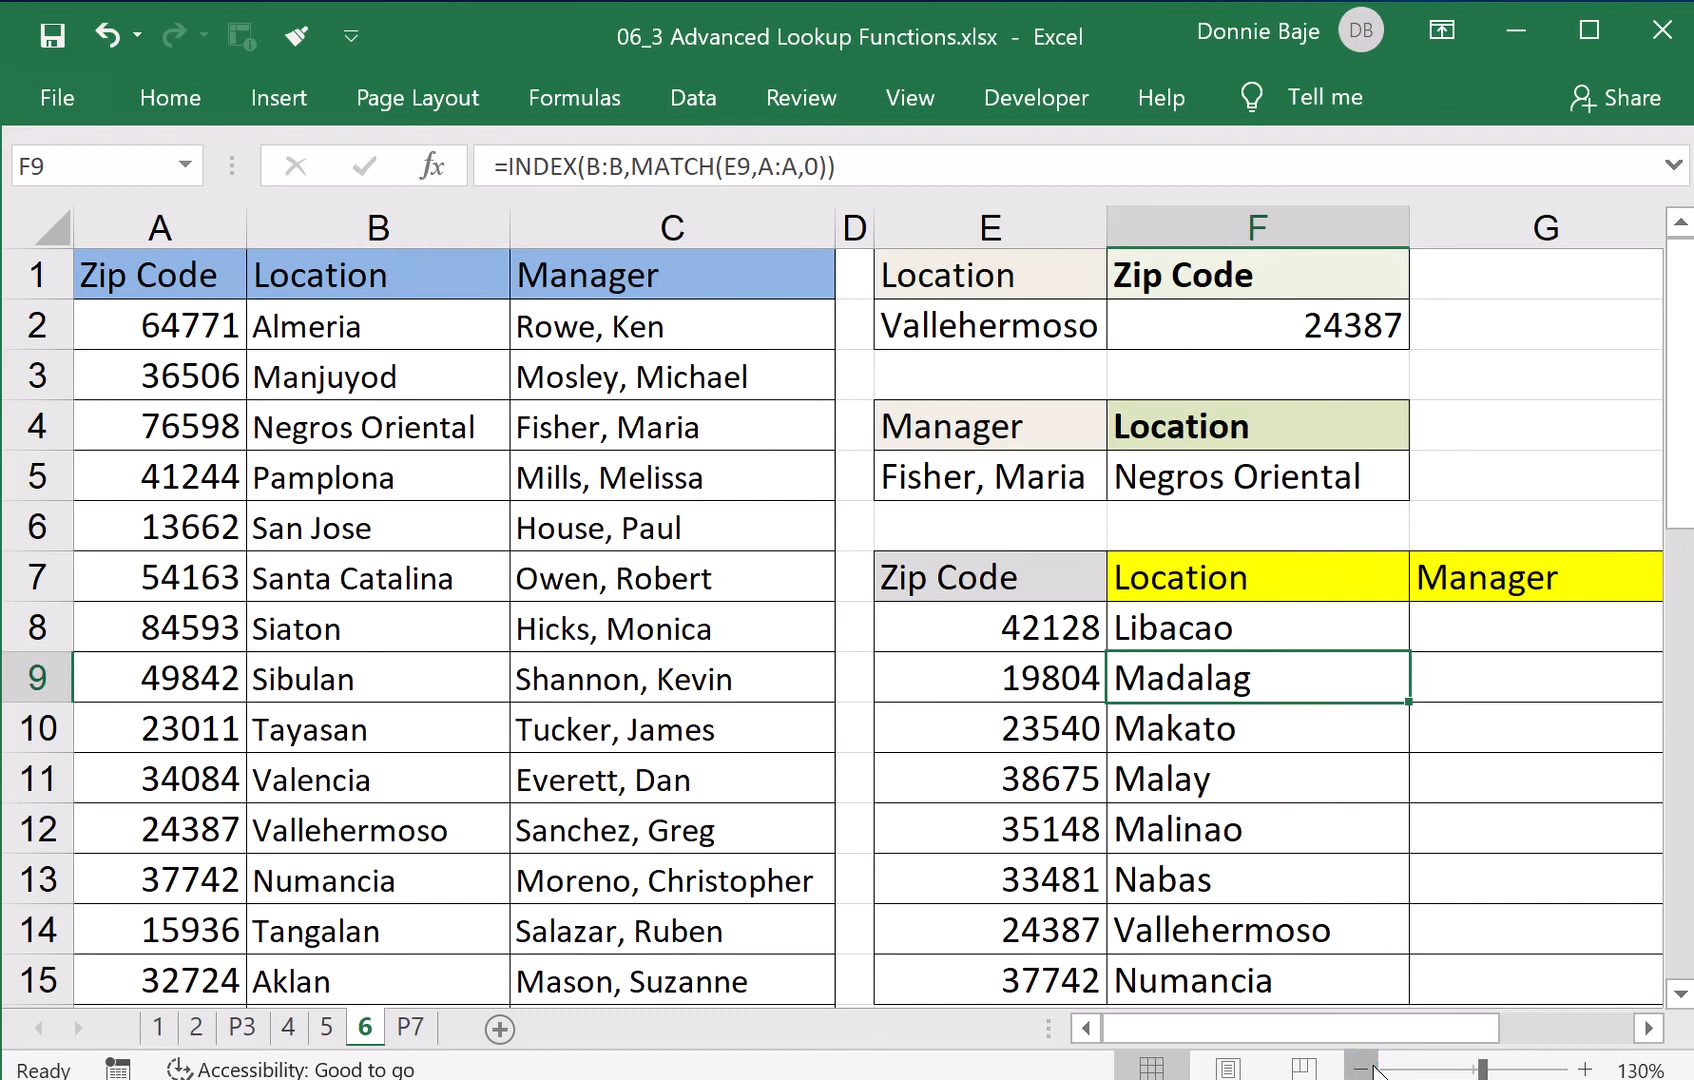 06_3 Advanced Lookup Functions.xlsx - Excel Donnie Baje DB
File Home Insert Page Layout Formulas Data Review View Developer Help Tell me Share
F9 fx =INDEX(B:B,MATCH(E9,A:A,0))
A B C D E F G
1 Zip Code Location Manager Location Zip Code
2 64771 Almeria Rowe, Ken Vallehermoso 24387
3 36506 Manjuyod Mosley, Michael
4 76598 Negros Oriental Fisher, Maria Manager Location
5 41244 Pamplona Mills, Melissa Fisher, Maria Negros Oriental
6 13662 San Jose House, Paul
7 54163 Santa Catalina Owen, Robert Zip Code Location Manager
8 84593 Siaton Hicks, Monica 42128 Libacao
9 49842 Sibulan Shannon, Kevin 19804 Madalag
10 23011 Tayasan Tucker, James 23540 Makato
11 34084 Valencia Everett, Dan 38675 Malay
12 24387 Vallehermoso Sanchez, Greg 35148 Malinao
13 37742 Numancia Moreno, Christopher 33481 Nabas
14 15936 Tangalan Salazar, Ruben 24387 Vallehermoso
15 32724 Aklan Mason, Suzanne 37742 Numancia
1 2 P3 4 5 6 P7
Ready Accessibility: Good to go 130%